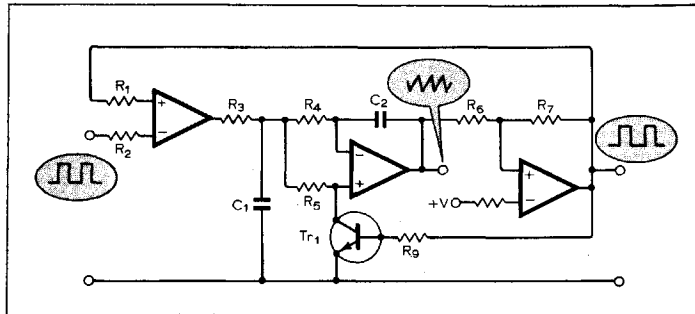 R1
R2
R3
C1
R4
C2
R5
Tr1
R6
R7
+V
R9
+
−
−
+
+
−